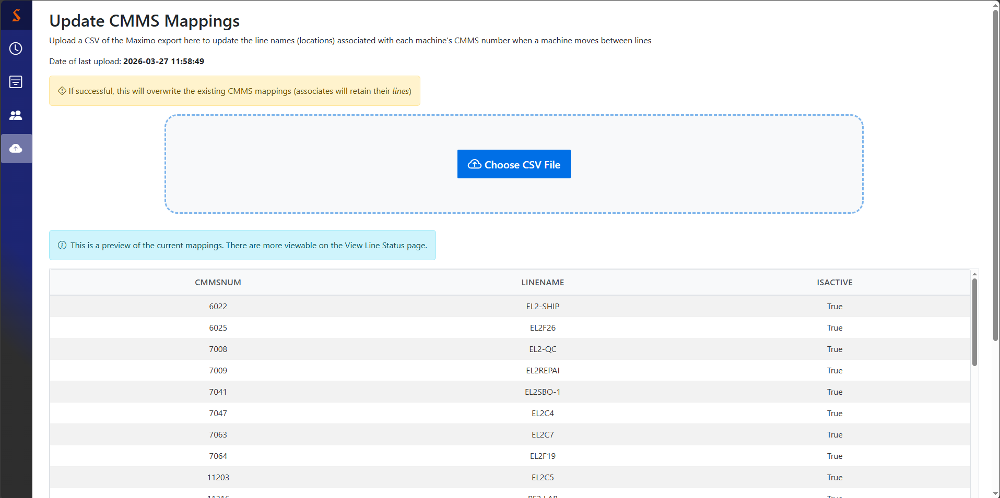 Update CMMS Mappings
Upload a CSV of the Maximo export here to update the line names (locations) associated with each machine's CMMS number when a machine moves between lines
Date of last upload: 2026-03-27 11:58:49
If successful, this will overwrite the existing CMMS mappings (associates will retain their lines)
Choose CSV File
This is a preview of the current mappings. There are more viewable on the View Line Status page.
CMMSNUM LINENAME ISACTIVE
6022 EL2-SHIP True
6025 EL2F26 True
7008 EL2-QC True
7009 EL2REPAI True
7041 EL2SBO-1 True
7047 EL2C4 True
7063 EL2C7 True
7064 EL2F19 True
11203 EL2C5 True